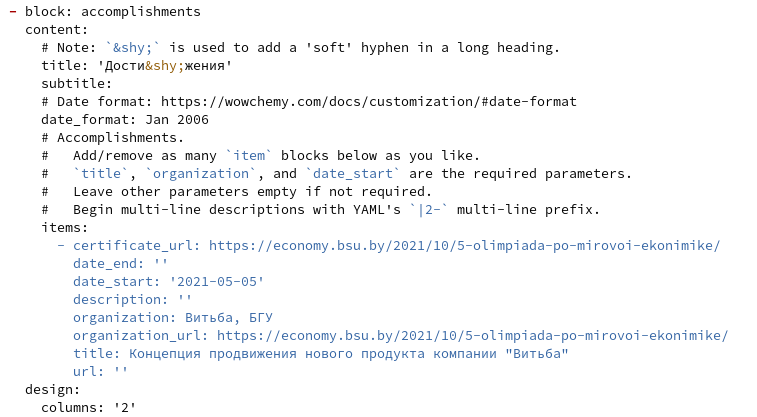 - block: accomplishments
content:
# Note: `&shy;` is used to add a 'soft' hyphen in a long heading.
title: 'Дости&shy;жения'
subtitle:
# Date format: https://wowchemy.com/docs/customization/#date-format
date_format: Jan 2006
# Accomplishments.
#   Add/remove as many `item` blocks below as you like.
#   `title`, `organization`, and `date_start` are the required parameters.
#   Leave other parameters empty if not required.
#   Begin multi-line descriptions with YAML's `|2-` multi-line prefix.
items:
- certificate_url: https://economy.bsu.by/2021/10/5-olimpiada-po-mirovoi-ekonimike/
date_end: ''
date_start: '2021-05-05'
description: ''
organization: Витьба, БГУ
organization_url: https://economy.bsu.by/2021/10/5-olimpiada-po-mirovoi-ekonimike/
title: Концепция продвижения нового продукта компании "Витьба"
url: ''
design:
columns: '2'